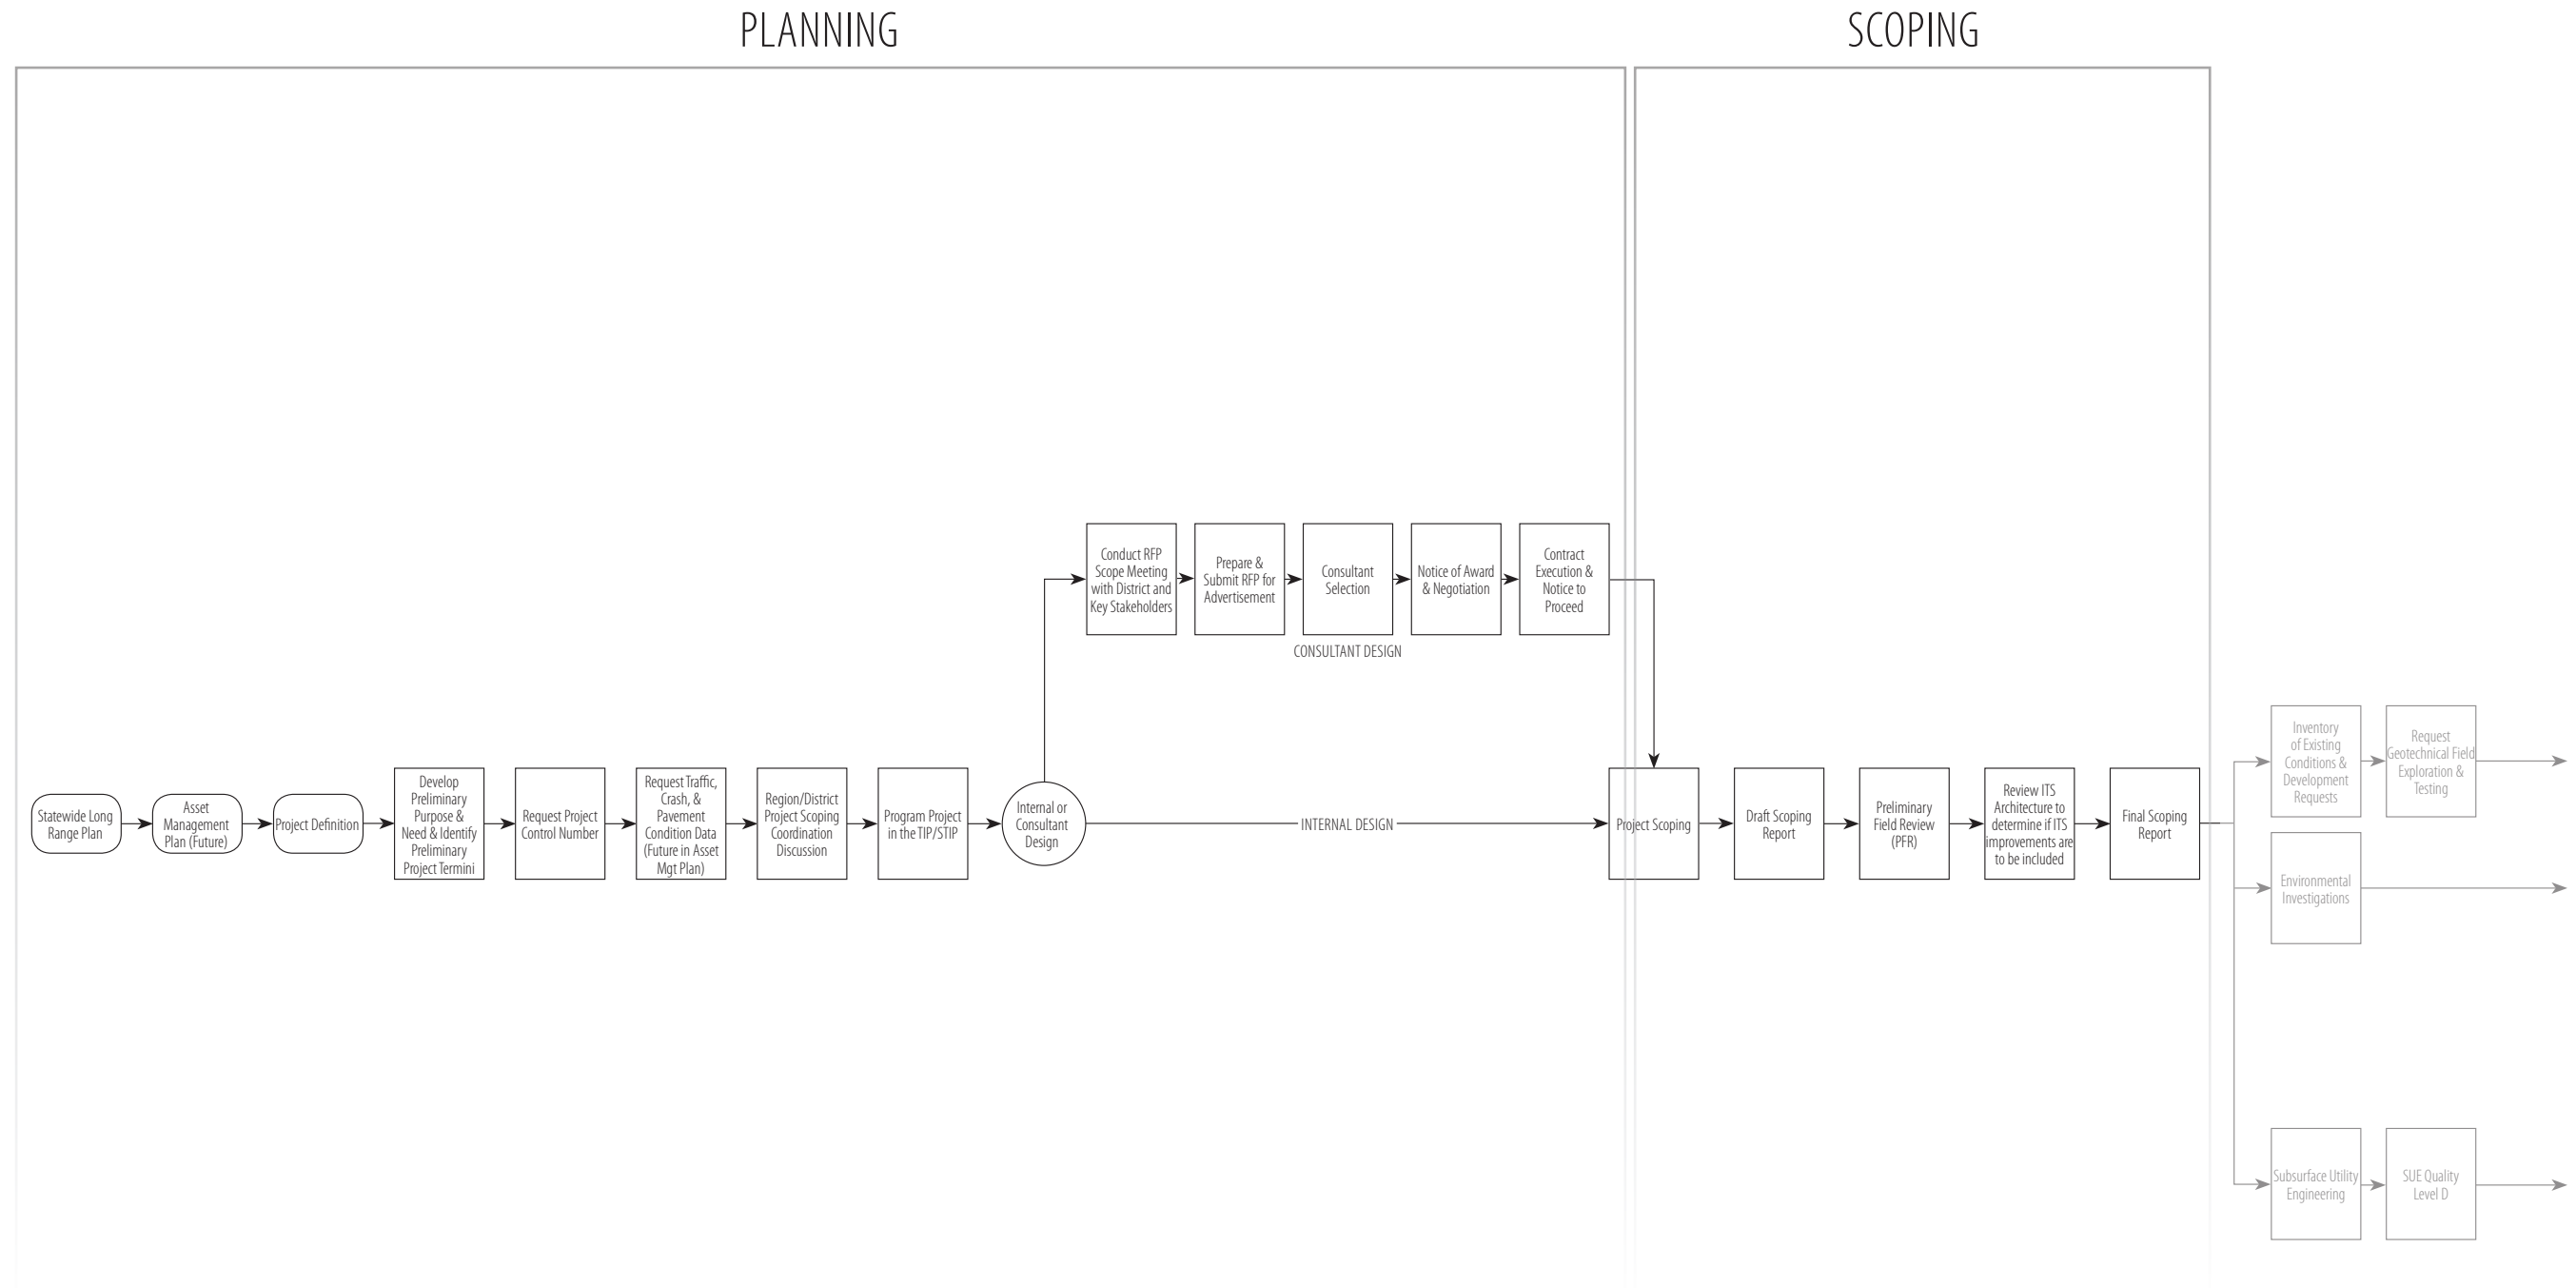 PLANNING
SCOPING
Conduct RFP
Scope Meeting
with District and
Key Stakeholders
Prepare &
Submit RFP for
Advertisement
Consultant
Selection
Notice of Award
& Negotiation
Contract
Execution &
Notice to
Proceed
CONSULTANT DESIGN
Statewide Long
Range Plan
Asset
Management
Plan (Future)
Project Definition
Develop
Preliminary
Purpose &
Need & Identify
Preliminary
Project Termini
Request Project
Control Number
Request Traffic,
Crash, &
Pavement
Condition Data
(Future in Asset
Mgt Plan)
Region/District
Project Scoping
Coordination
Discussion
Program Project
in the TIP/STIP
Internal or
Consultant
Design
INTERNAL DESIGN
Project Scoping
Draft Scoping
Report
Preliminary
Field Review
(PFR)
Review ITS
Architecture to
determine if ITS
improvements are
to be included
Final Scoping
Report
Inventory
of Existing
Conditions &
Development
Requests
Request
Geotechnical Field
Exploration &
Testing
Environmental
Investigations
Subsurface Utility
Engineering
SUE Quality
Level D